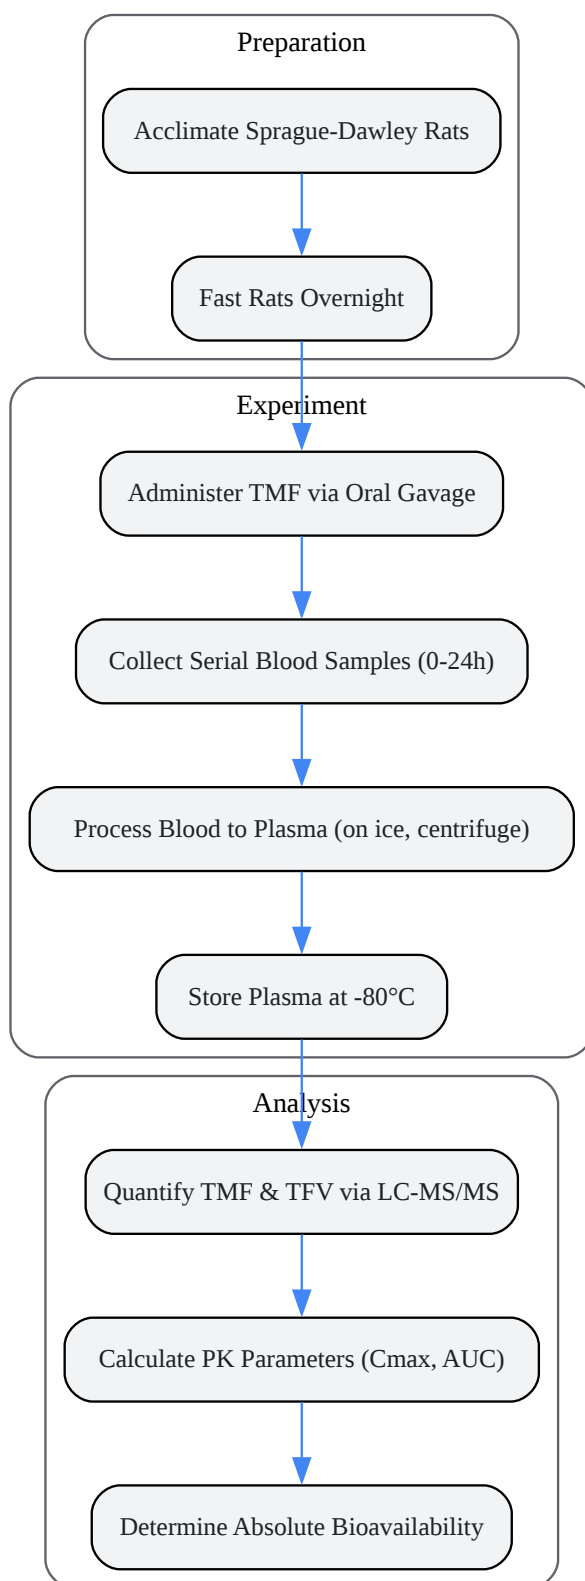 Preparation
Acclimate Sprague-Dawley Rats
Fast Rats Overnight
Experiment
Administer TMF via Oral Gavage
Collect Serial Blood Samples (0-24h)
Process Blood to Plasma (on ice, centrifuge)
Store Plasma at -80°C
Analysis
Quantify TMF & TFV via LC-MS/MS
Calculate PK Parameters (Cmax, AUC)
Determine Absolute Bioavailability